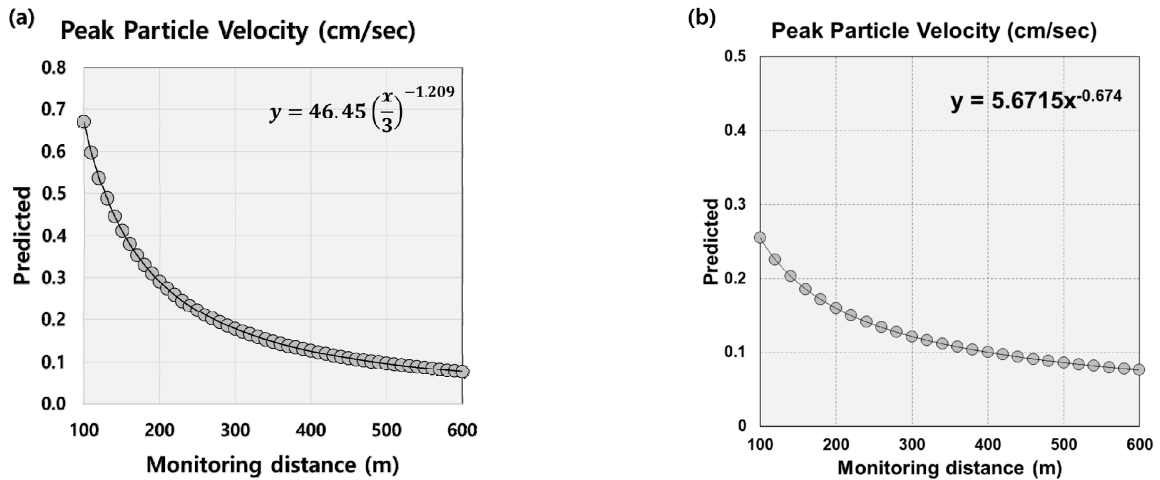 (a)
Peak Particle Velocity (cm/sec)
0.8
0.7
0.6
0.5
0.4
0.3
0.2
0.1
0.0
Predicted
y = 46.45 (x/3)^-1.209
100 200 300 400 500 600
Monitoring distance (m)
(b)
Peak Particle Velocity (cm/sec)
0.5
0.4
0.3
0.2
0.1
0
Predicted
y = 5.6715x^-0.674
100 200 300 400 500 600
Monitoring distance (m)